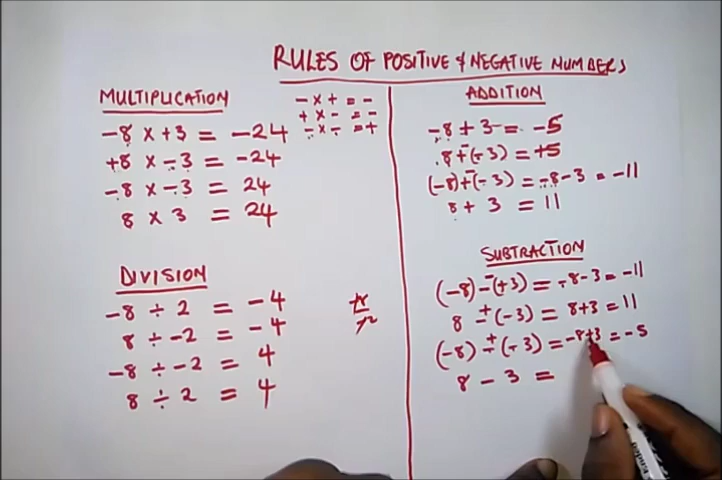 RULES OF POSITIVE & NEGATIVE NUMBERS
MULTIPLICATION
-8 × +3 = -24
+8 × -3 = -24
-8 × -3 = 24
8 × 3 = 24
- × + = -
+ × - = -
- × - = +
DIVISION
-8 ÷ 2 = -4
8 ÷ -2 = -4
-8 ÷ -2 = 4
8 ÷ 2 = 4
ADDITION
-8 + 3 = -5
8 + (-3) = +5
(-8) + (-3) = -8 - 3 = -11
8 + 3 = 11
SUBTRACTION
(-8) - (+3) = -8 - 3 = -11
8 - (-3) = 8 + 3 = 11
(-8) - (-3) = -8 + 3 = -5
8 - 3 =